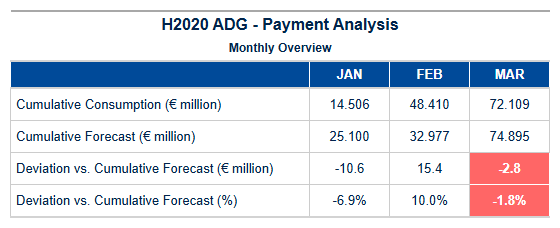 H2020 ADG - Payment Analysis
Monthly Overview
JAN FEB MAR
Cumulative Consumption (€ million) 14.506 48.410 72.109
Cumulative Forecast (€ million) 25.100 32.977 74.895
Deviation vs. Cumulative Forecast (€ million) -10.6 15.4 -2.8
Deviation vs. Cumulative Forecast (%) -6.9% 10.0% -1.8%